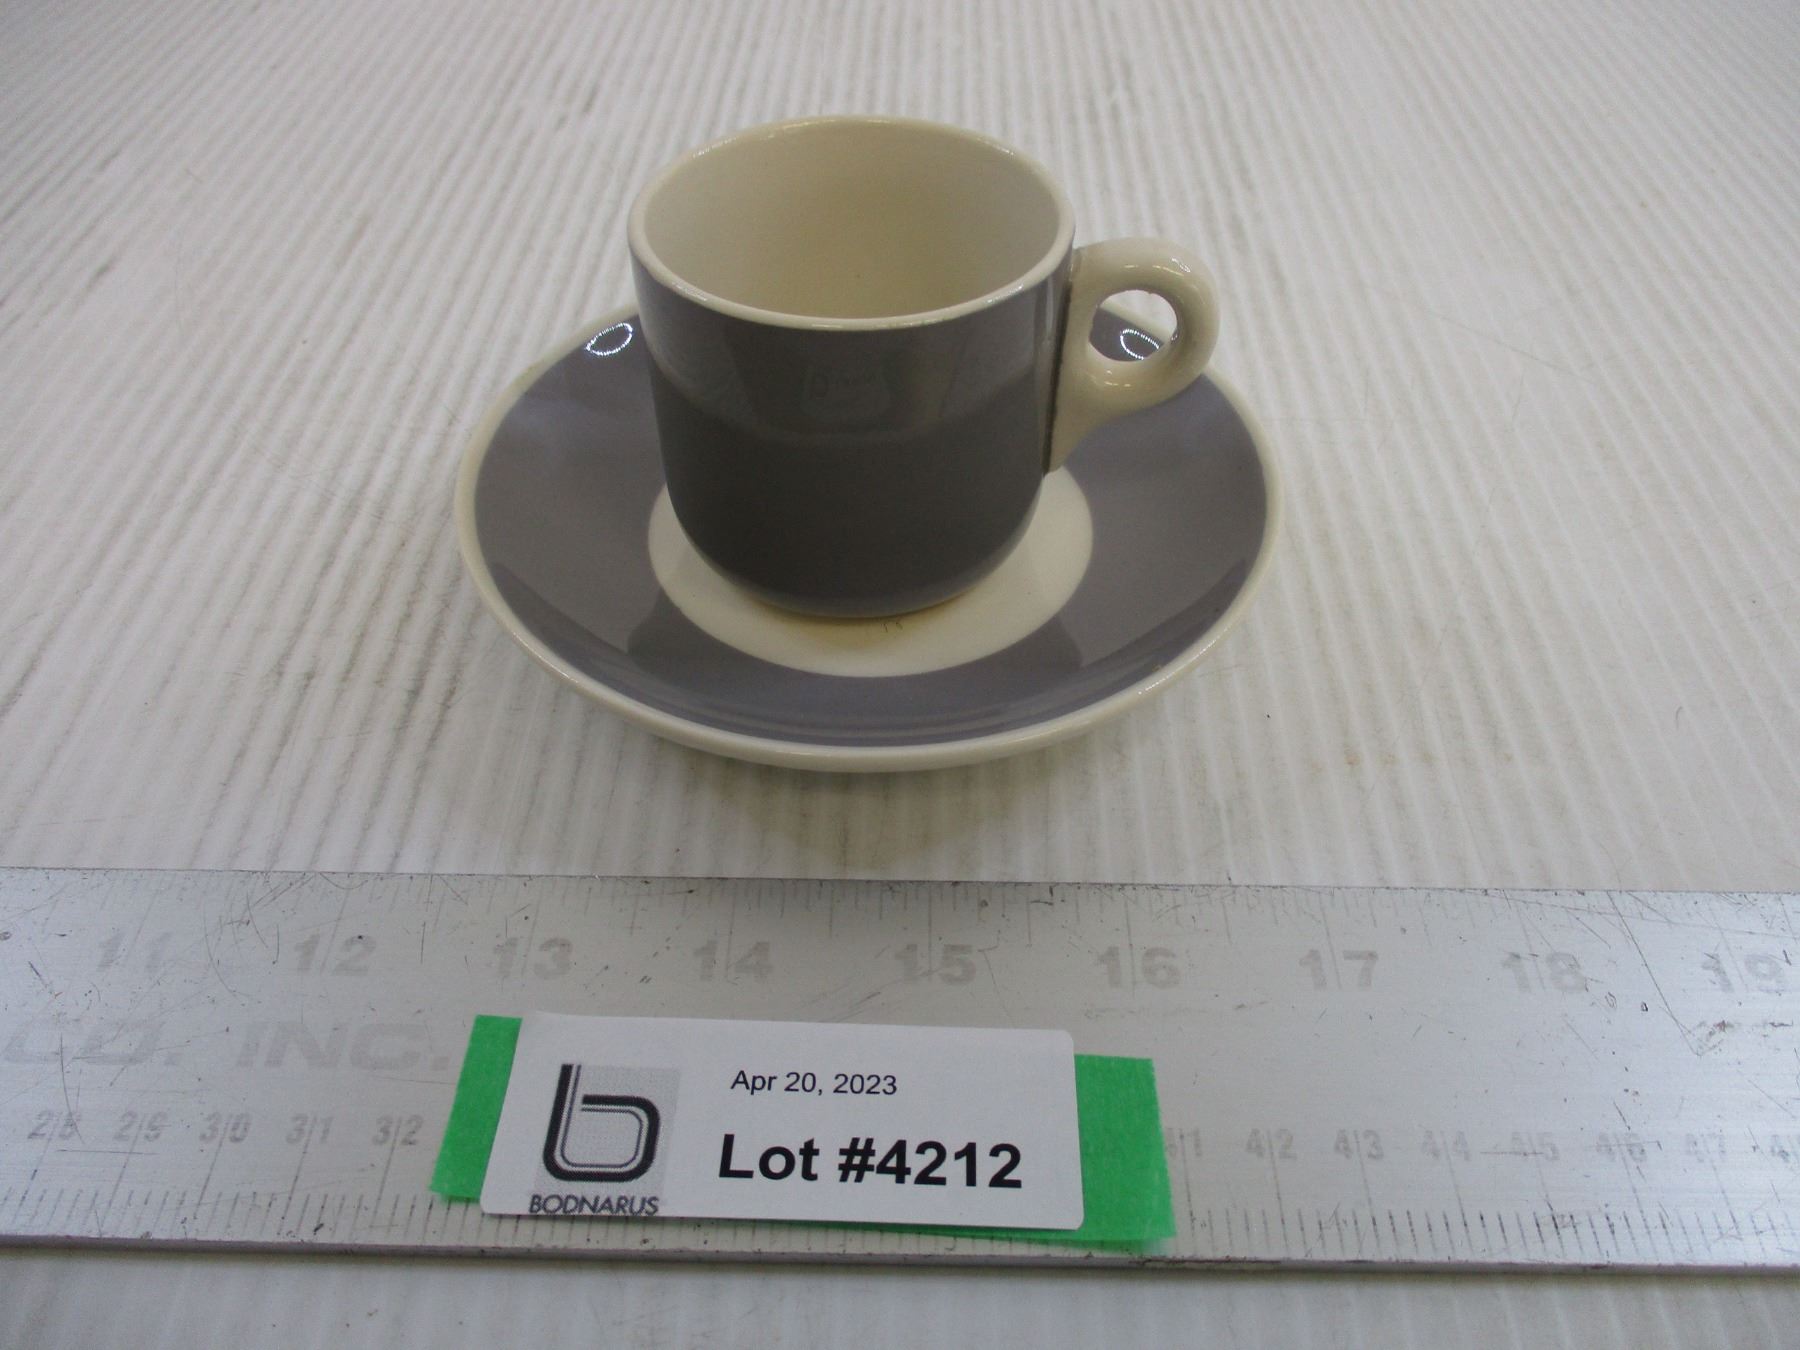 11 12 13 14 15 16 17 18 19
CO. INC.
28 29 30 31 32 41 42 43 44 45 46 47
Apr 20, 2023
Lot #4212
BODNARUS